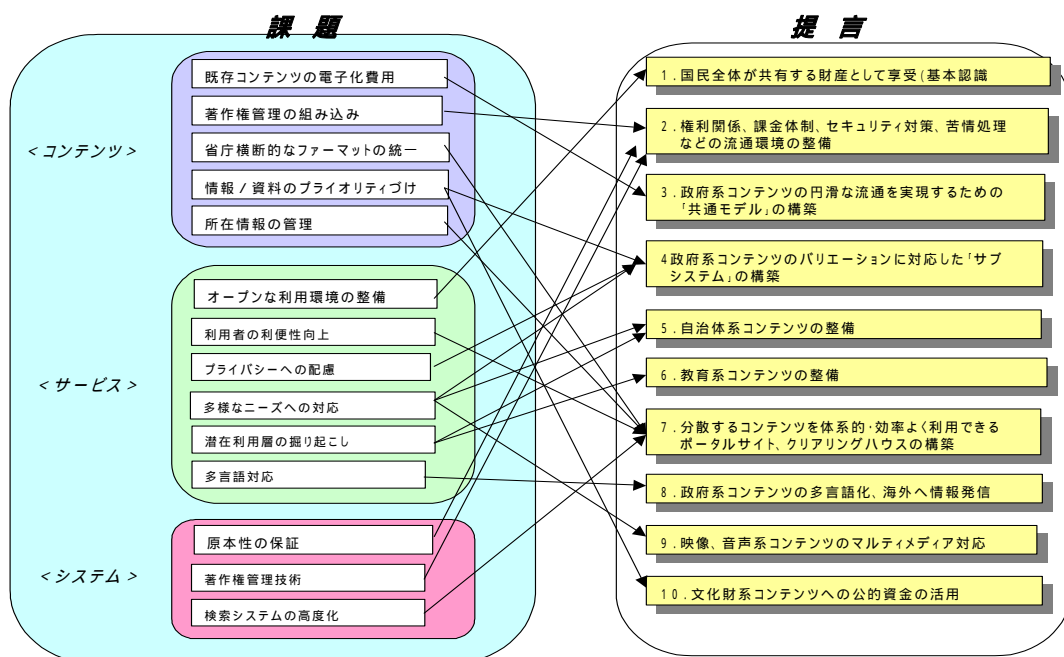 課 題
提 言
<コンテンツ>
既存コンテンツの電子化費用
著作権管理の組み込み
省庁横断的なファーマットの統一
情報/資料のプライオリティづけ
所在情報の管理
<サービス>
オープンな利用環境の整備
利用者の利便性向上
プライバシーへの配慮
多様なニーズへの対応
潜在利用層の掘り起こし
多言語対応
<システム>
原本性の保証
著作権管理技術
検索システムの高度化
1.国民全体が共有する財産として享受(基本認識
2.権利関係、課金体制、セキュリティ対策、苦情処理
などの流通環境の整備
3.政府系コンテンツの円滑な流通を実現するための
「共通モデル」の構築
4政府系コンテンツのバリエーションに対応した「サブ
システム」の構築
5.自治体系コンテンツの整備
6.教育系コンテンツの整備
7.分散するコンテンツを体系的・効率よく利用できる
ポータルサイト、クリアリングハウスの構築
8.政府系コンテンツの多言語化、海外へ情報発信
9.映像、音声系コンテンツのマルティメディア対応
10.文化財系コンテンツへの公的資金の活用